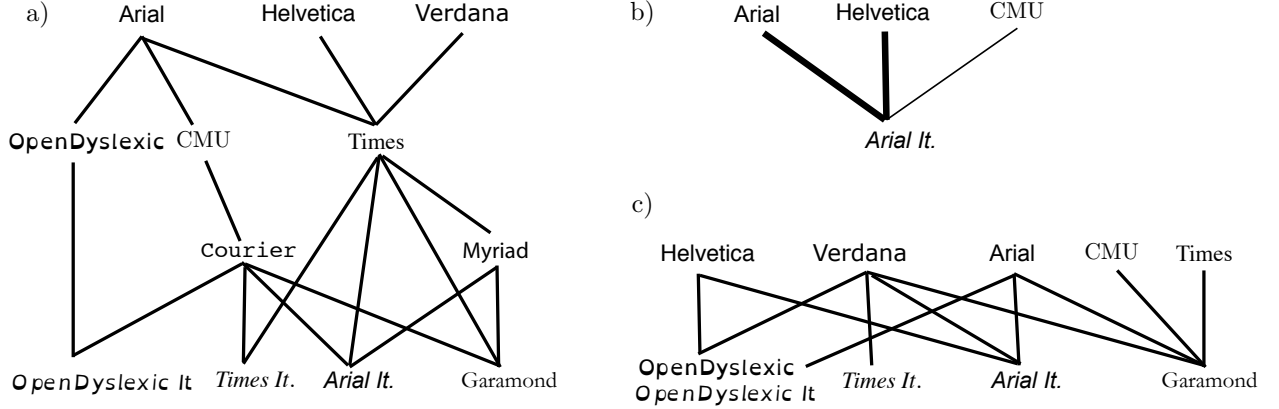 a)
Arial Helvetica Verdana
OpenDyslexic CMU Times
Courier Myriad
OpenDyslexic It Times It. Arial It. Garamond
b)
Arial Helvetica CMU
Arial It.
c)
Helvetica Verdana Arial CMU Times
OpenDyslexic
OpenDyslexic It Times It. Arial It. Garamond